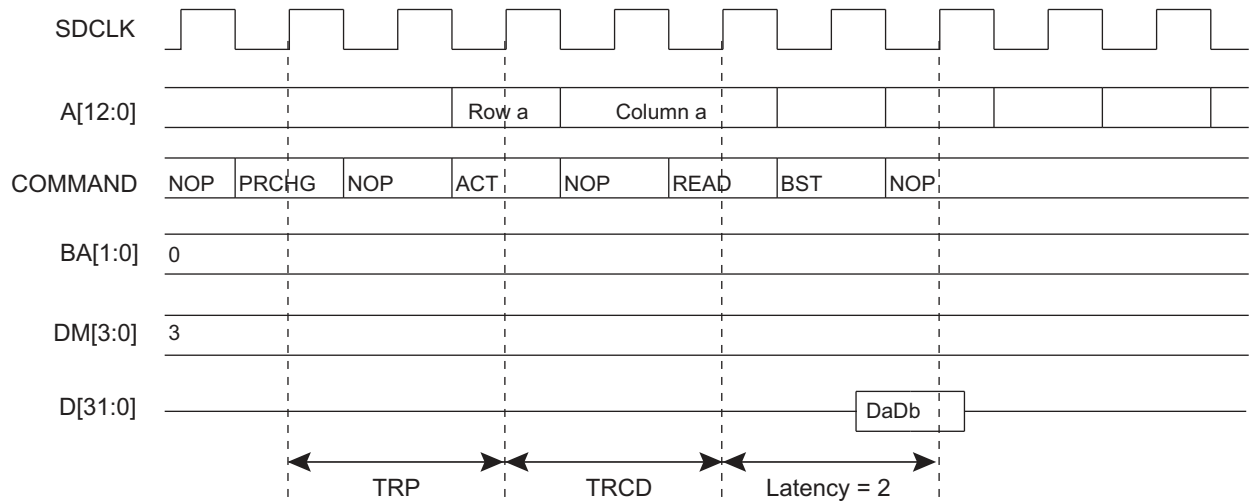 SDCLK
A[12:0] Row a Column a
COMMAND NOP PRCHG NOP ACT NOP READ BST NOP
BA[1:0] 0
DM[3:0] 3
D[31:0] DaDb
TRP TRCD Latency = 2